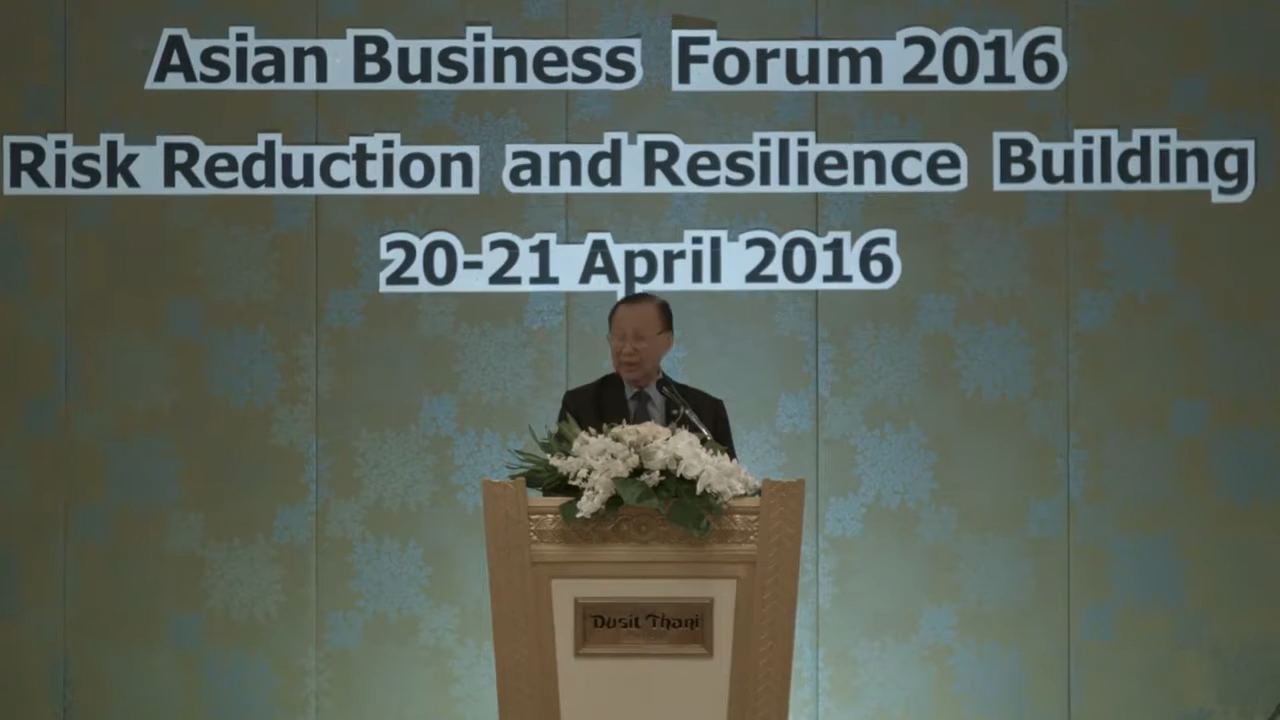 Asian Business Forum 2016
Risk Reduction and Resilience Building
20-21 April 2016
Dusit Thani